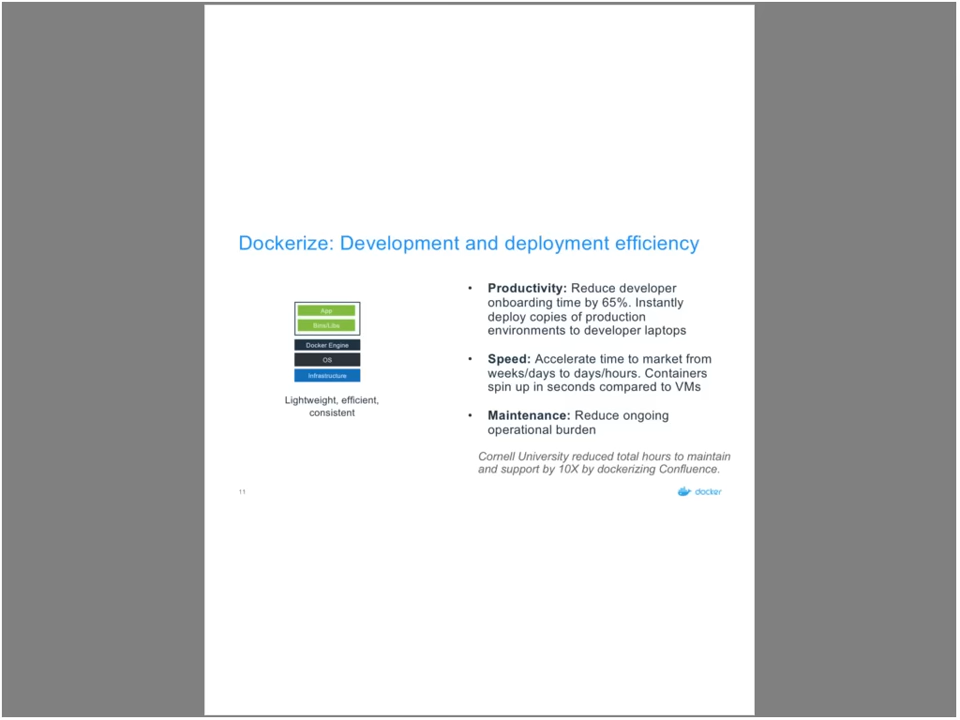 Dockerize: Development and deployment efficiency
App
Bins/Libs
Docker Engine
OS
Infrastructure
Lightweight, efficient,
consistent
• Productivity: Reduce developer
onboarding time by 65%. Instantly
deploy copies of production
environments to developer laptops
• Speed: Accelerate time to market from
weeks/days to days/hours. Containers
spin up in seconds compared to VMs
• Maintenance: Reduce ongoing
operational burden
Cornell University reduced total hours to maintain
and support by 10X by dockerizing Confluence.
11
docker